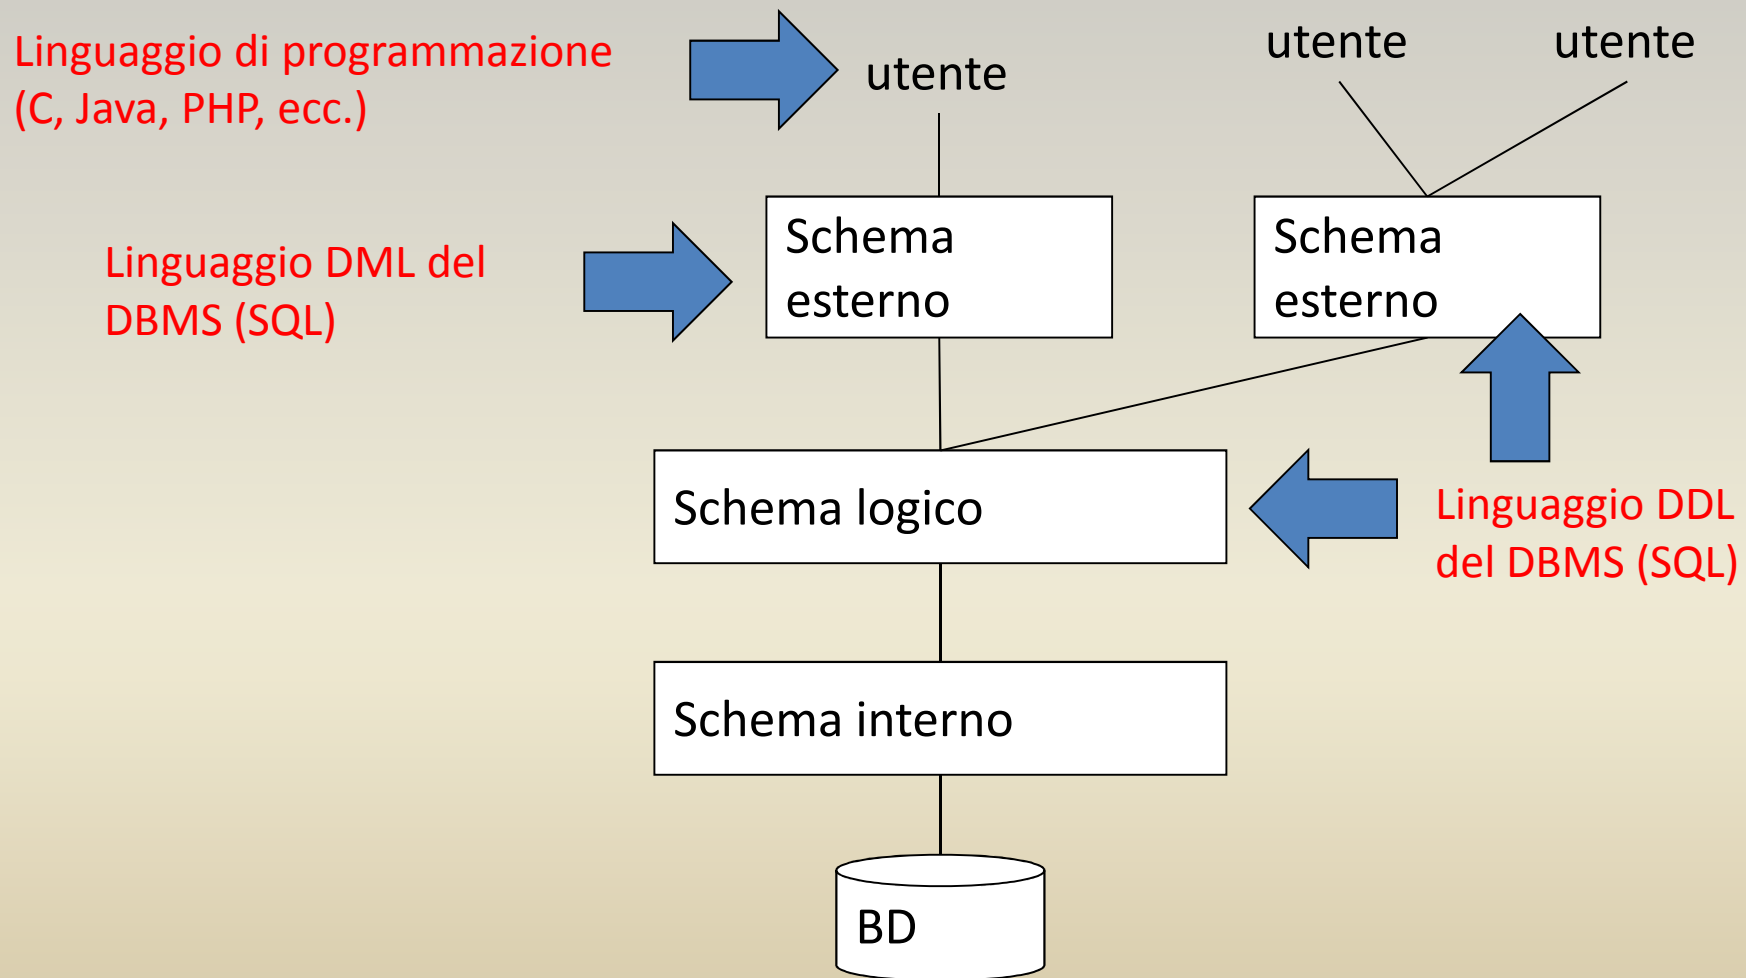 Linguaggio di programmazione
(C, Java, PHP, ecc.)
utente
utente
utente
Linguaggio DML del
DBMS (SQL)
Schema
esterno
Schema
esterno
Schema logico
Linguaggio DDL
del DBMS (SQL)
Schema interno
BD